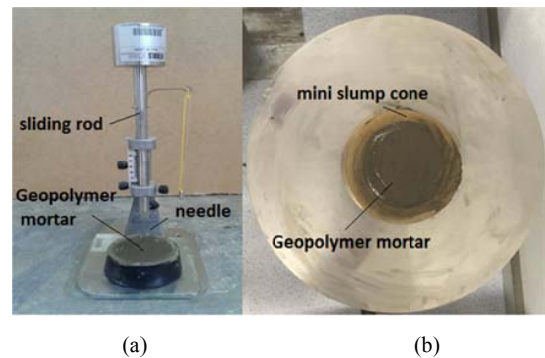 sliding rod
Geopolymer
mortar
needle
mini slump cone
Geopolymer mortar
(a)
(b)